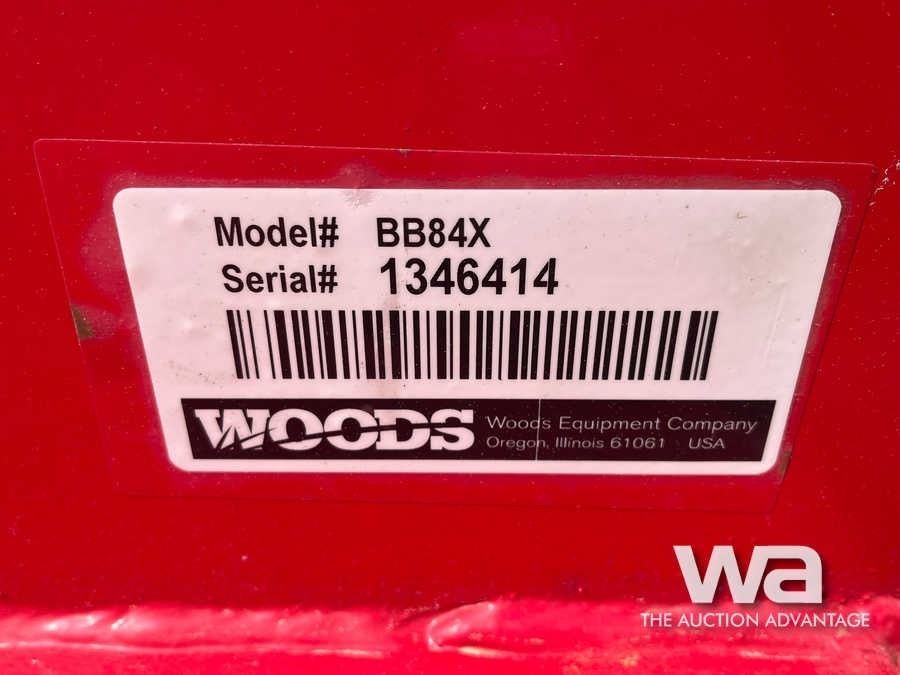 Model# BB84X
Serial# 1346414
WOODS
Woods Equipment Company
Oregon, Illinois 61061 USA
wa
THE AUCTION ADVANTAGE